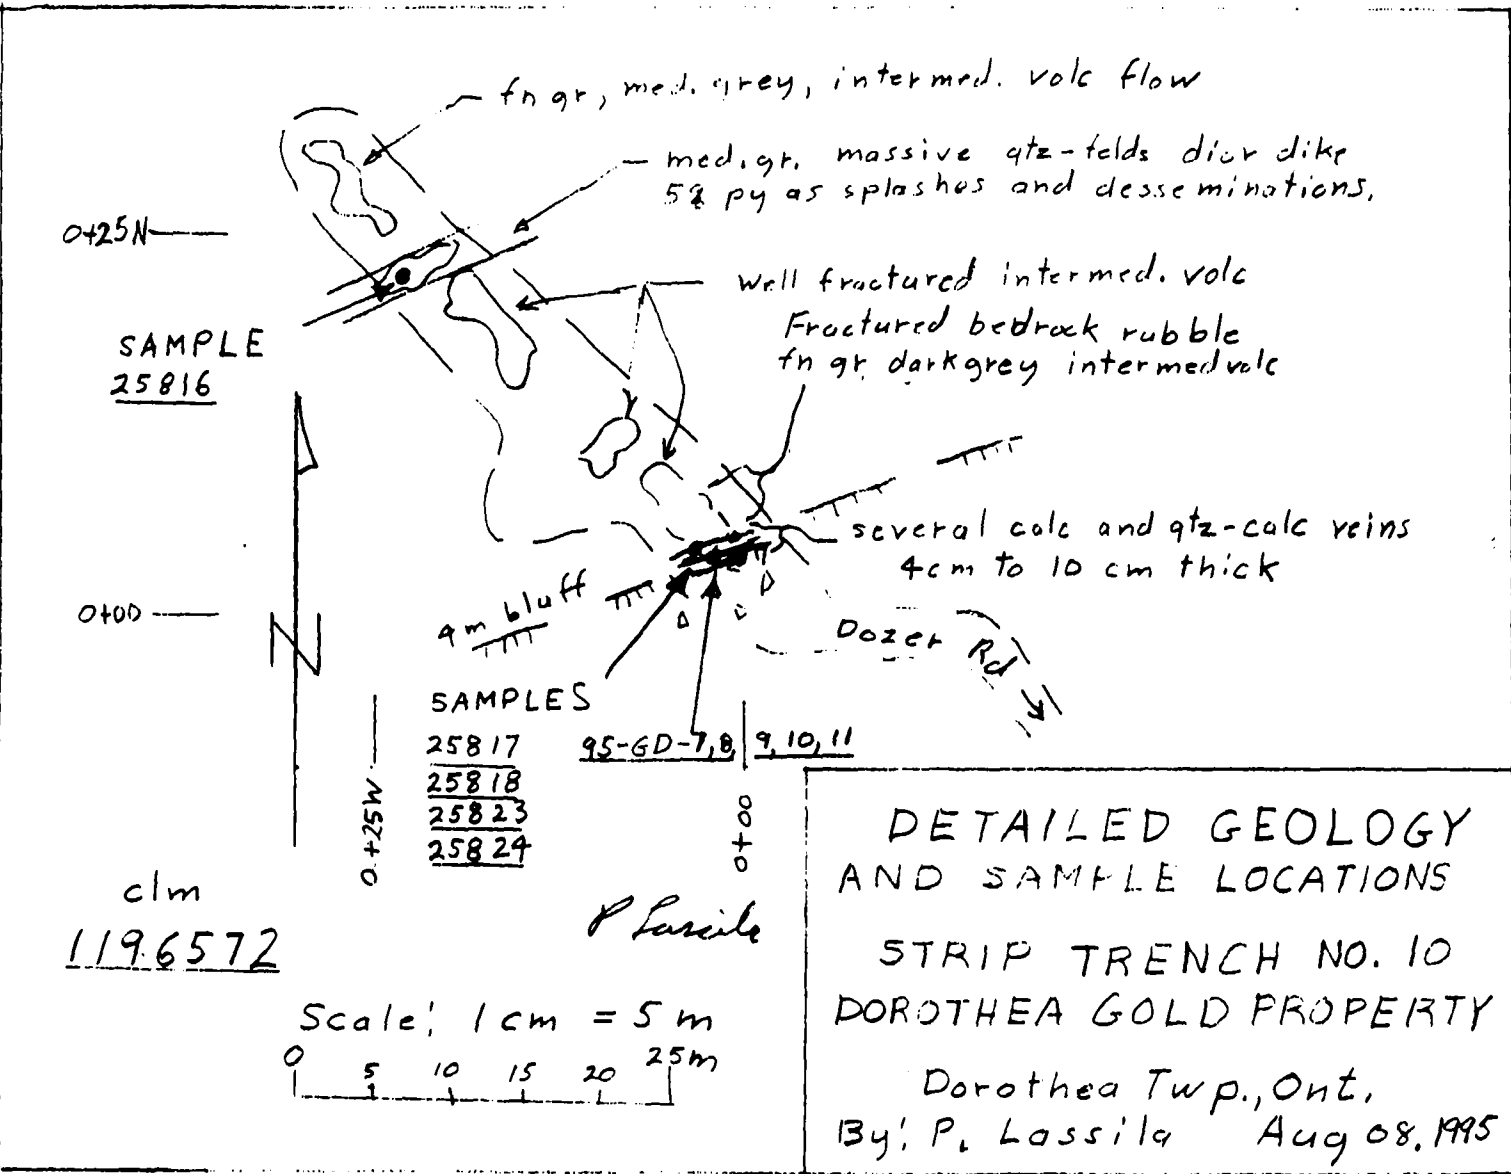 fn gr, med. grey, intermed. volc flow
med. gr. massive qtz-felds dior dike
5% py as splashes and desseminations.
0+25N
Well fractured intermed. volc
Fractured bedrock rubble
fn gr. dark grey intermed volc
SAMPLE
25816
several calc and qtz-calc veins
4cm to 10 cm thick
4m bluff
0+00
Dozer Rd
N
SAMPLES
25817
25818
25823
25824
95-GD-7,8, 9,10,11
0+25W
0+00
clm
1196572
P Lassila
Scale: 1cm = 5m
0 5 10 15 20 25m
DETAILED GEOLOGY
AND SAMPLE LOCATIONS
STRIP TRENCH NO. 10
DOROTHEA GOLD PROPERTY
Dorothea Twp., Ont.
By: P. Lassila Aug 08, 1995